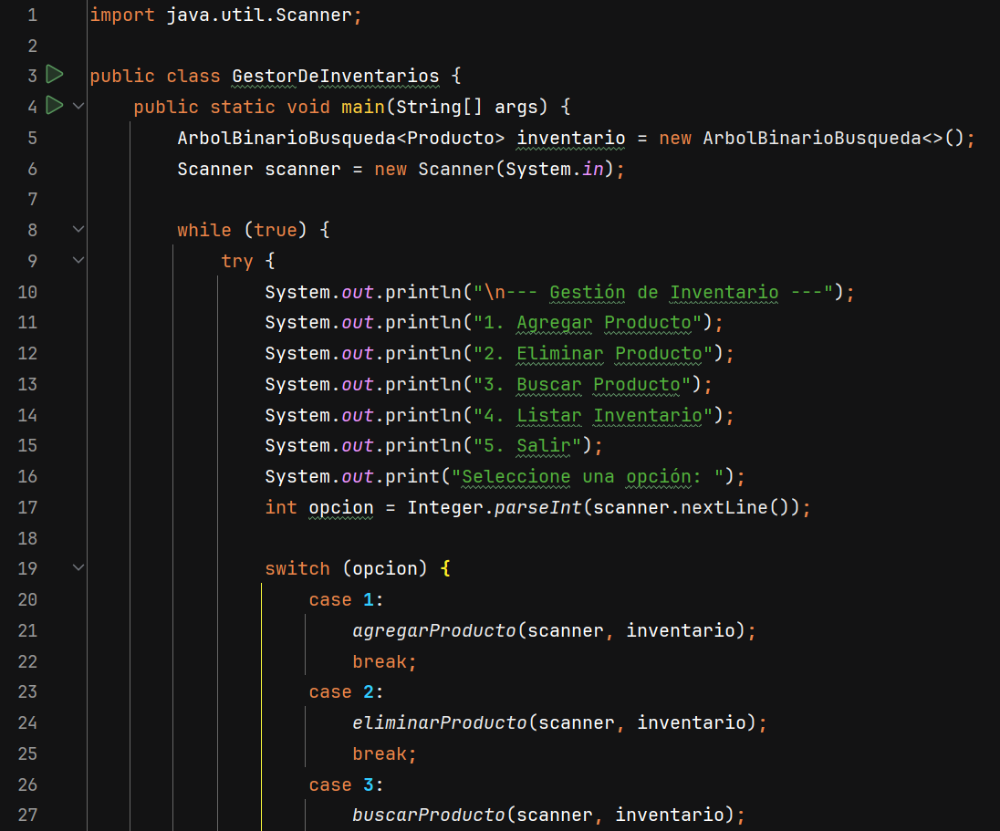 1 import java.util.Scanner;
2
3 public class GestorDeInventarios {
4     public static void main(String[] args) {
5         ArbolBinarioBusqueda<Producto> inventario = new ArbolBinarioBusqueda<>();
6         Scanner scanner = new Scanner(System.in);
7
8         while (true) {
9             try {
10                 System.out.println("\n--- Gestión de Inventario ---");
11                 System.out.println("1. Agregar Producto");
12                 System.out.println("2. Eliminar Producto");
13                 System.out.println("3. Buscar Producto");
14                 System.out.println("4. Listar Inventario");
15                 System.out.println("5. Salir");
16                 System.out.print("Seleccione una opción: ");
17                 int opcion = Integer.parseInt(scanner.nextLine());
18
19                 switch (opcion) {
20                     case 1:
21                         agregarProducto(scanner, inventario);
22                         break;
23                     case 2:
24                         eliminarProducto(scanner, inventario);
25                         break;
26                     case 3:
27                         buscarProducto(scanner, inventario);